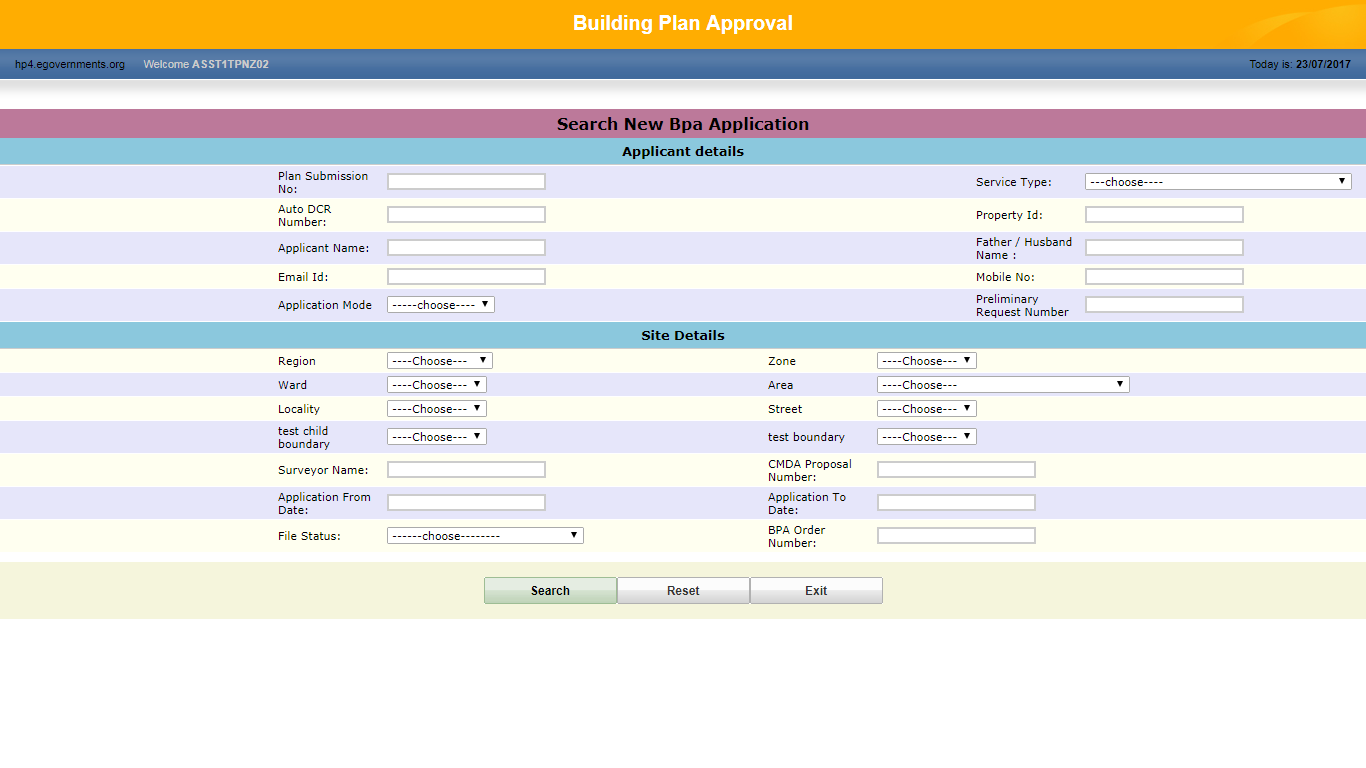 Building Plan Approval
hp4.egovernments.org Welcome ASST1TPNZ02 Today is: 23/07/2017
Search New Bpa Application
Applicant details
Plan Submission No: Service Type: ---choose----
Auto DCR Number: Property Id:
Applicant Name: Father / Husband Name :
Email Id: Mobile No:
Application Mode -----choose---- Preliminary Request Number
Site Details
Region ----Choose--- Zone ----Choose---
Ward ----Choose--- Area ----Choose---
Locality ----Choose--- Street ----Choose---
test child boundary ----Choose--- test boundary ----Choose---
Surveyor Name: CMDA Proposal Number:
Application From Date: Application To Date:
File Status: ------choose-------- BPA Order Number:
Search Reset Exit